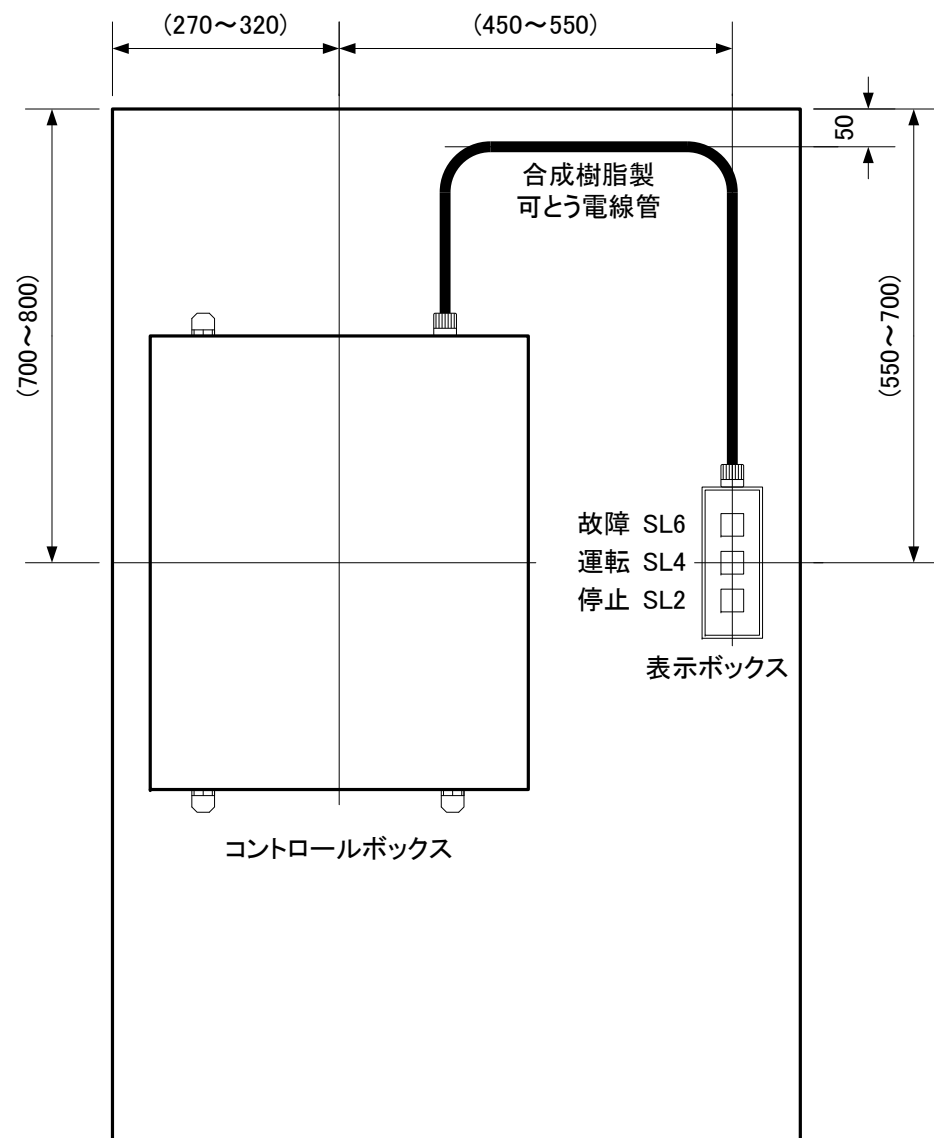 (270～320)
(450～550)
50
合成樹脂製
可とう電線管
(700～800)
(550～700)
故障 SL6
運転 SL4
停止 SL2
表示ボックス
コントロールボックス